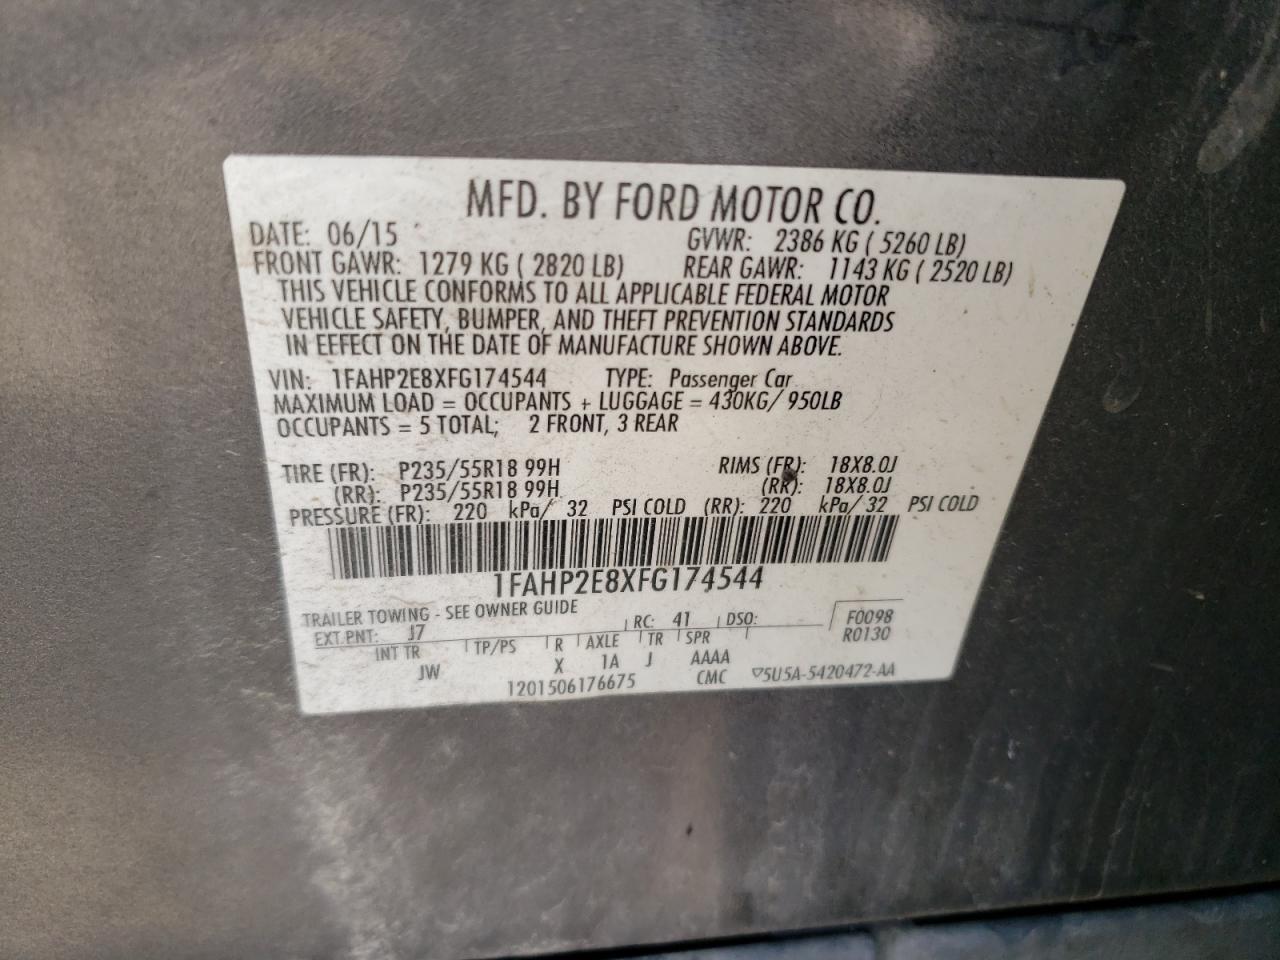 MFD. BY FORD MOTOR CO.
DATE: 06/15 GVWR: 2386 KG ( 5260 LB)
FRONT GAWR: 1279 KG ( 2820 LB) REAR GAWR: 1143 KG ( 2520 LB)
THIS VEHICLE CONFORMS TO ALL APPLICABLE FEDERAL MOTOR
VEHICLE SAFETY, BUMPER, AND THEFT PREVENTION STANDARDS
IN EFFECT ON THE DATE OF MANUFACTURE SHOWN ABOVE.
VIN: 1FAHP2E8XFG174544 TYPE: Passenger Car
MAXIMUM LOAD = OCCUPANTS + LUGGAGE = 430KG/ 950LB
OCCUPANTS = 5 TOTAL; 2 FRONT, 3 REAR
TIRE (FR): P235/55R18 99H RIMS (FR): 18X8.0J
(RR): P235/55R18 99H (RR): 18X8.0J
PRESSURE (FR): 220 kPa/ 32 PSI COLD (RR): 220 kPa/ 32 PSI COLD
1FAHP2E8XFG174544
TRAILER TOWING - SEE OWNER GUIDE
EXT PNT: J7 RC: 41 DSO: F0098
R0130
INT TR TP/PS R AXLE TR SPR
JW X 1A J AAAA
1201506176675 CMC ▽5U5A-5420472-AA